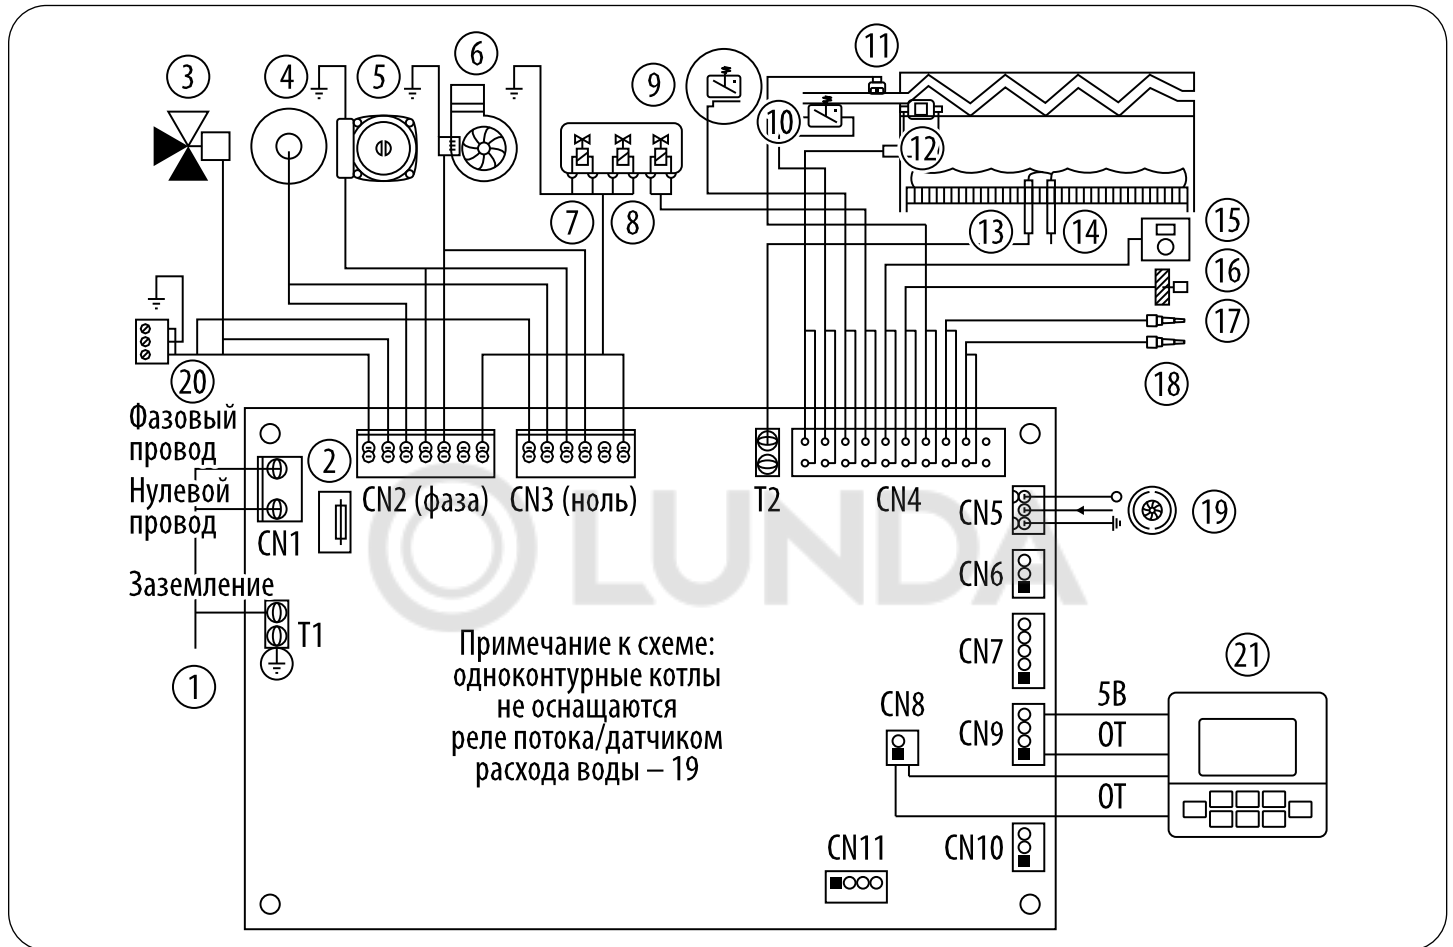 3
4
5
6
7
8
9
10
11
12
13
14
15
16
17
18
20
Фазовый
провод
Нулевой
провод
CN1
2
CN2 (фаза)
CN3 (ноль)
T2
CN4
CN5
19
CN6
Заземление
T1
1
LUNDA
CN7
Примечание к схеме:
одноконтурные котлы
не оснащаются
реле потока/датчиком
расхода воды – 19
21
CN8
CN9
5В
ОТ
ОТ
CN10
CN11